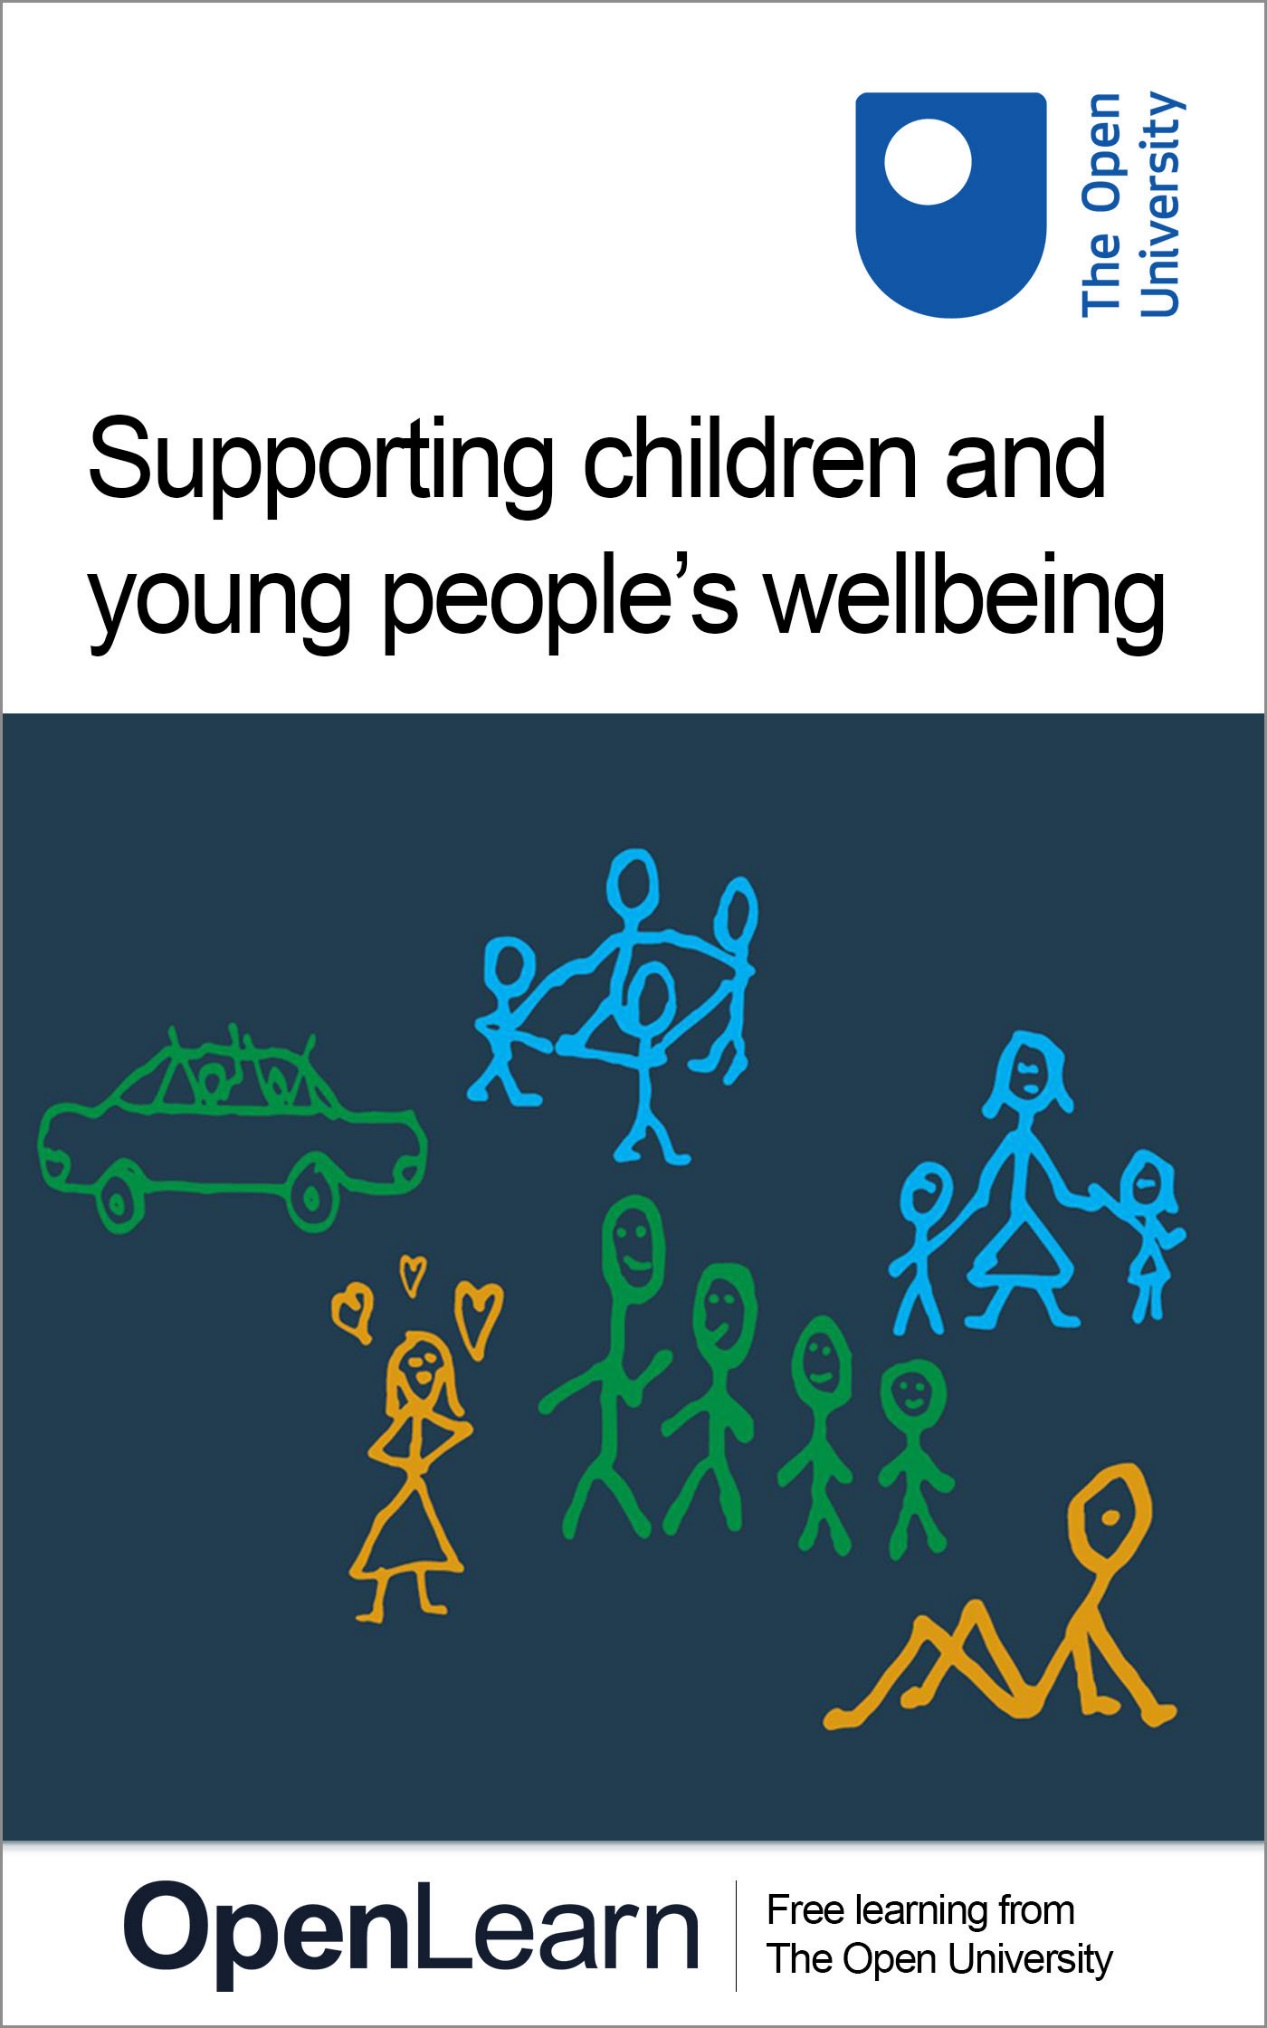 The Open
University
Supporting children and
young people’s wellbeing
OpenLearn
Free learning from
The Open University